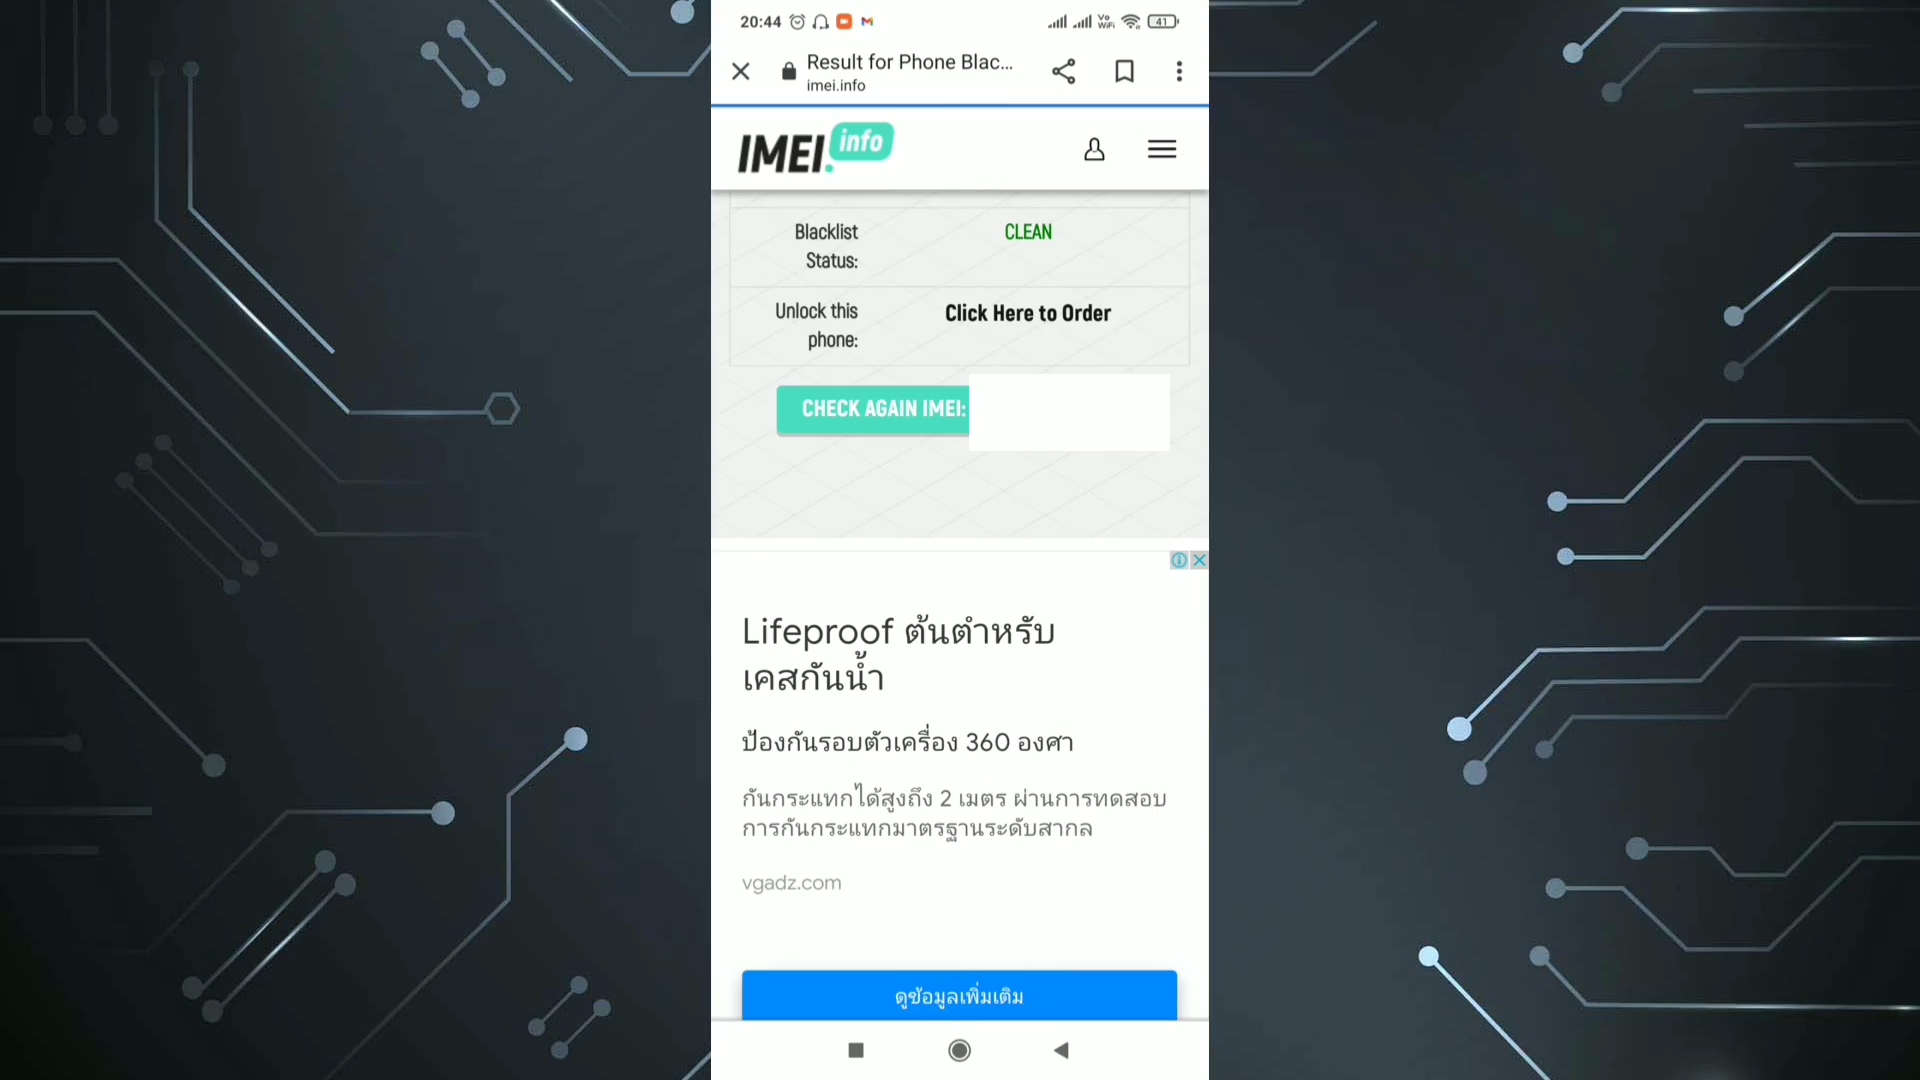 20:44
Vo
WiFi
41
Result for Phone Blac...
imei.info
IMEI.info
Blacklist
Status:
CLEAN
Unlock this
phone:
Click Here to Order
CHECK AGAIN IMEI:
Lifeproof ต้นตำหรับ
เคสกันน้ำ
ป้องกันรอบตัวเครื่อง 360 องศา
กันกระแทกได้สูงถึง 2 เมตร ผ่านการทดสอบ
การกันกระแทกมาตรฐานระดับสากล
vgadz.com
ดูข้อมูลเพิ่มเติม